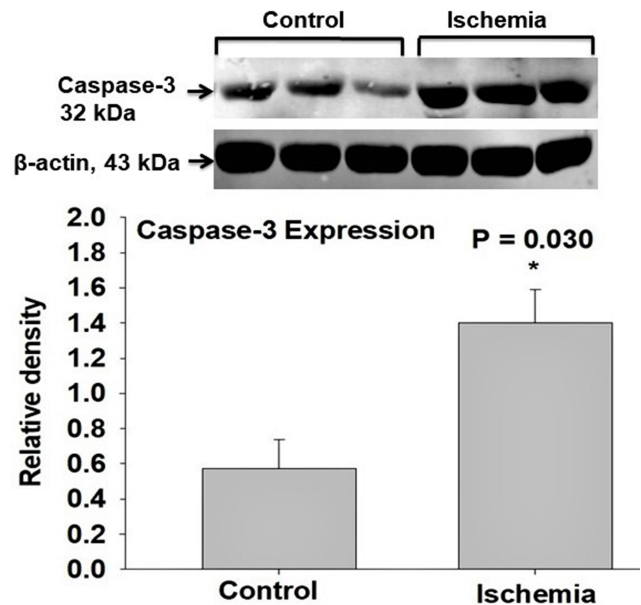 Control
Ischemia
Caspase-3
32 kDa
β-actin, 43 kDa
2.0
1.8
1.6
1.4
1.2
1.0
0.8
0.6
0.4
0.2
0.0
Relative density
Caspase-3 Expression
P = 0.030
*
Control
Ischemia